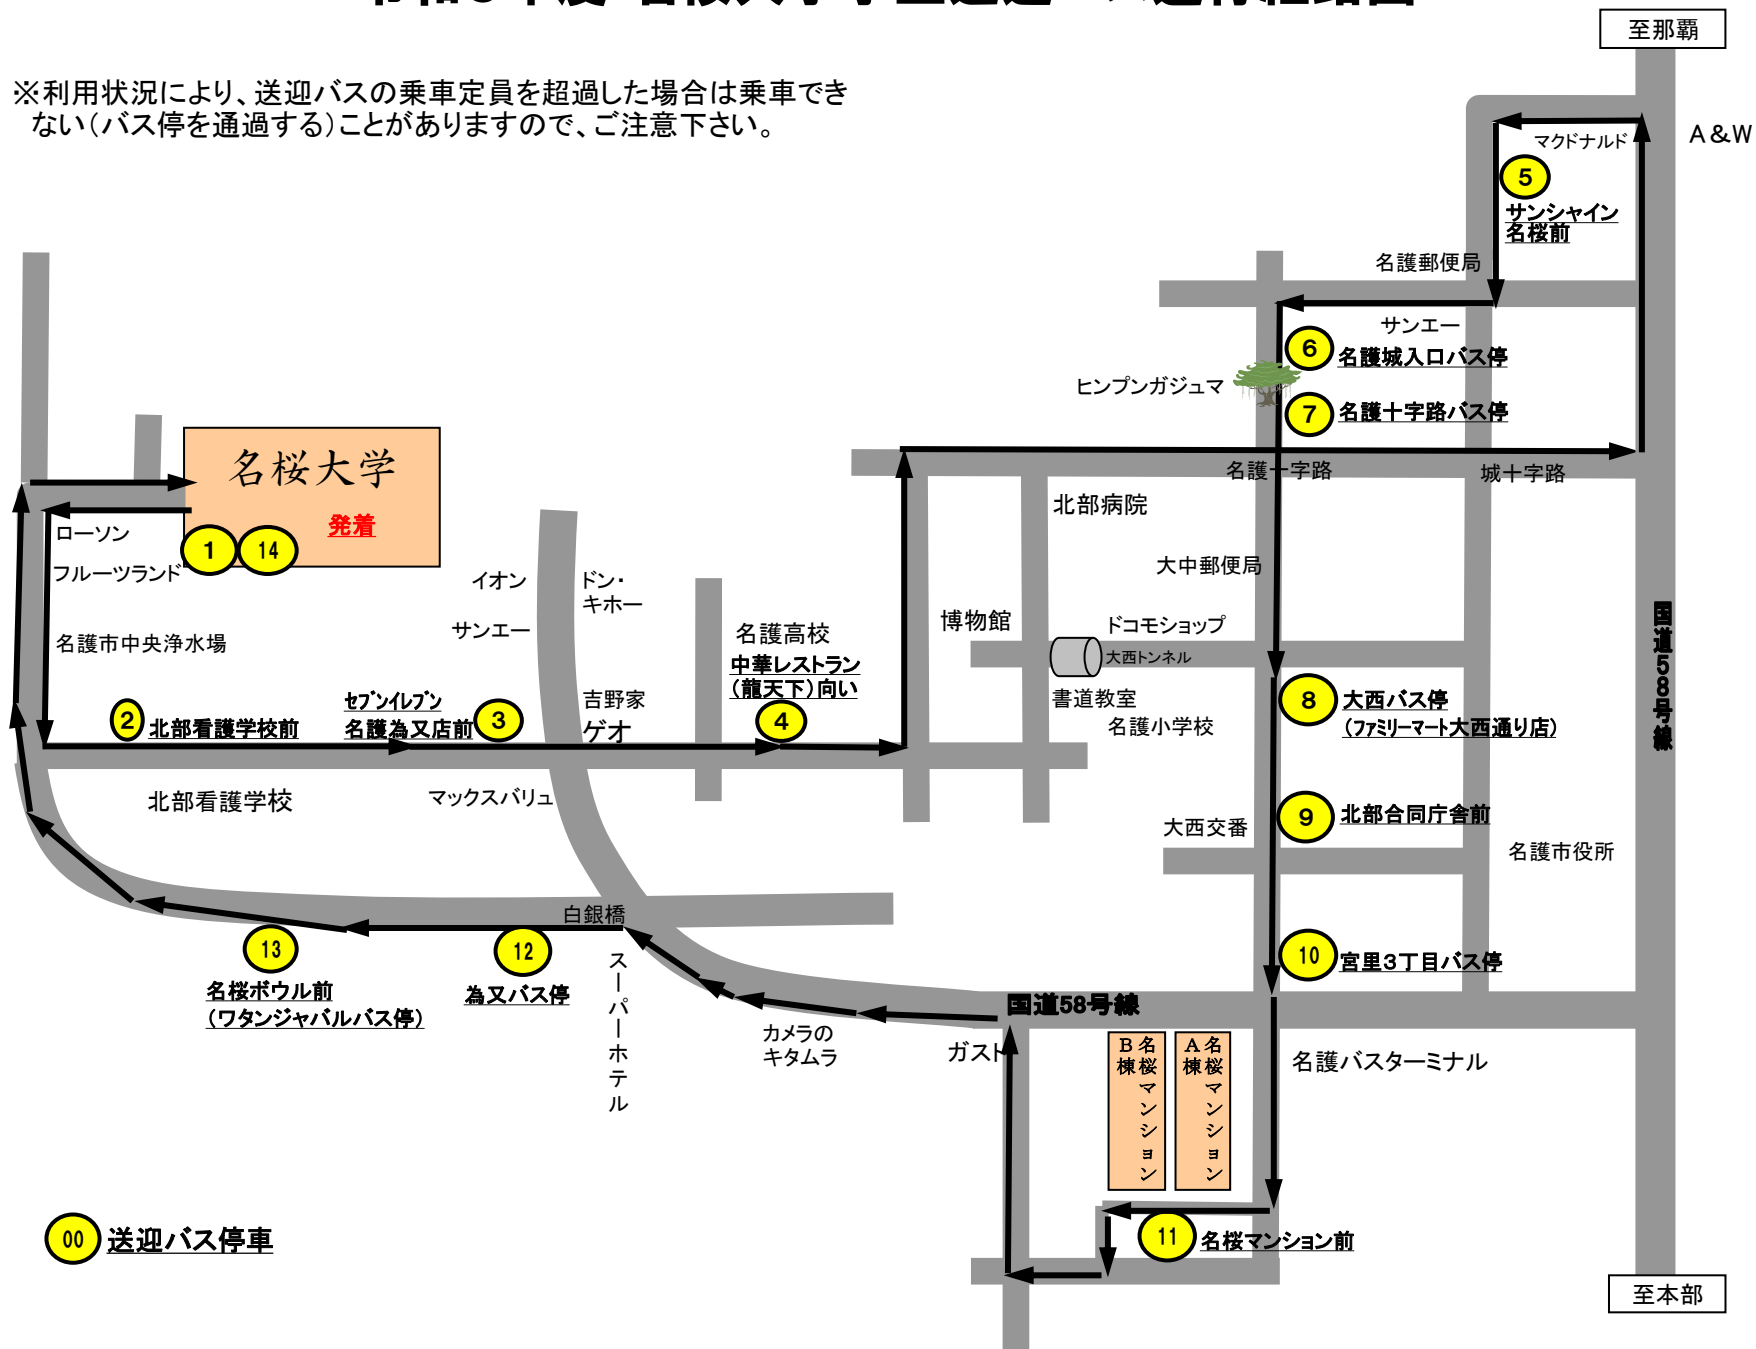 至那覇
※利用状況により、送迎バスの乗車定員を超過した場合は乗車でき
ない(バス停を通過する)ことがありますので、ご注意下さい。
A&W
マクドナルド
5
サンシャイン
名桜前
名護郵便局
サンエー
6
名護城入口バス停
ヒンプンガジュマ
7
名護十字路バス停
名護十字路
城十字路
名桜大学
発着
1
14
ローソン
フルーツランド
名護市中央浄水場
イオン
サンエー
ドン・
キホー
北部病院
大中郵便局
博物館
ドコモショップ
大西トンネル
書道教室
名護小学校
国道58号線
名護高校
中華レストラン
(龍天下)向い
4
2
北部看護学校前
セブンイレブン
名護為又店前
3
吉野家
ゲオ
8
大西バス停
(ファミリーマート大西通り店)
北部看護学校
マックスバリュ
大西交番
9
北部合同庁舎前
名護市役所
白銀橋
13
名桜ボウル前
(ワタンジャバルバス停)
12
為又バス停
スーパーホテル
10
宮里3丁目バス停
国道58号線
カメラの
キタムラ
ガスト
名桜マンション
B棟
名桜マンション
A棟
名護バスターミナル
11
名桜マンション前
00
送迎バス停車
至本部